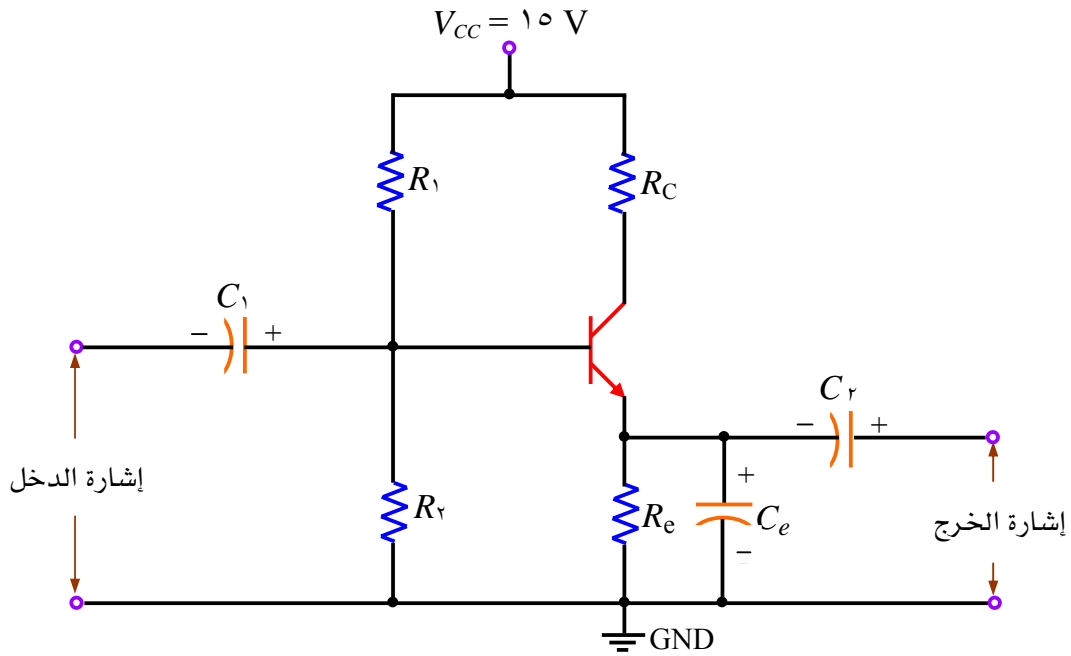 V_CC = ١٥ V
R١
R_C
C١
− +
C٢
− +
إشارة الدخل
R٢
R_e
+
C_e
−
إشارة الخرج
GND